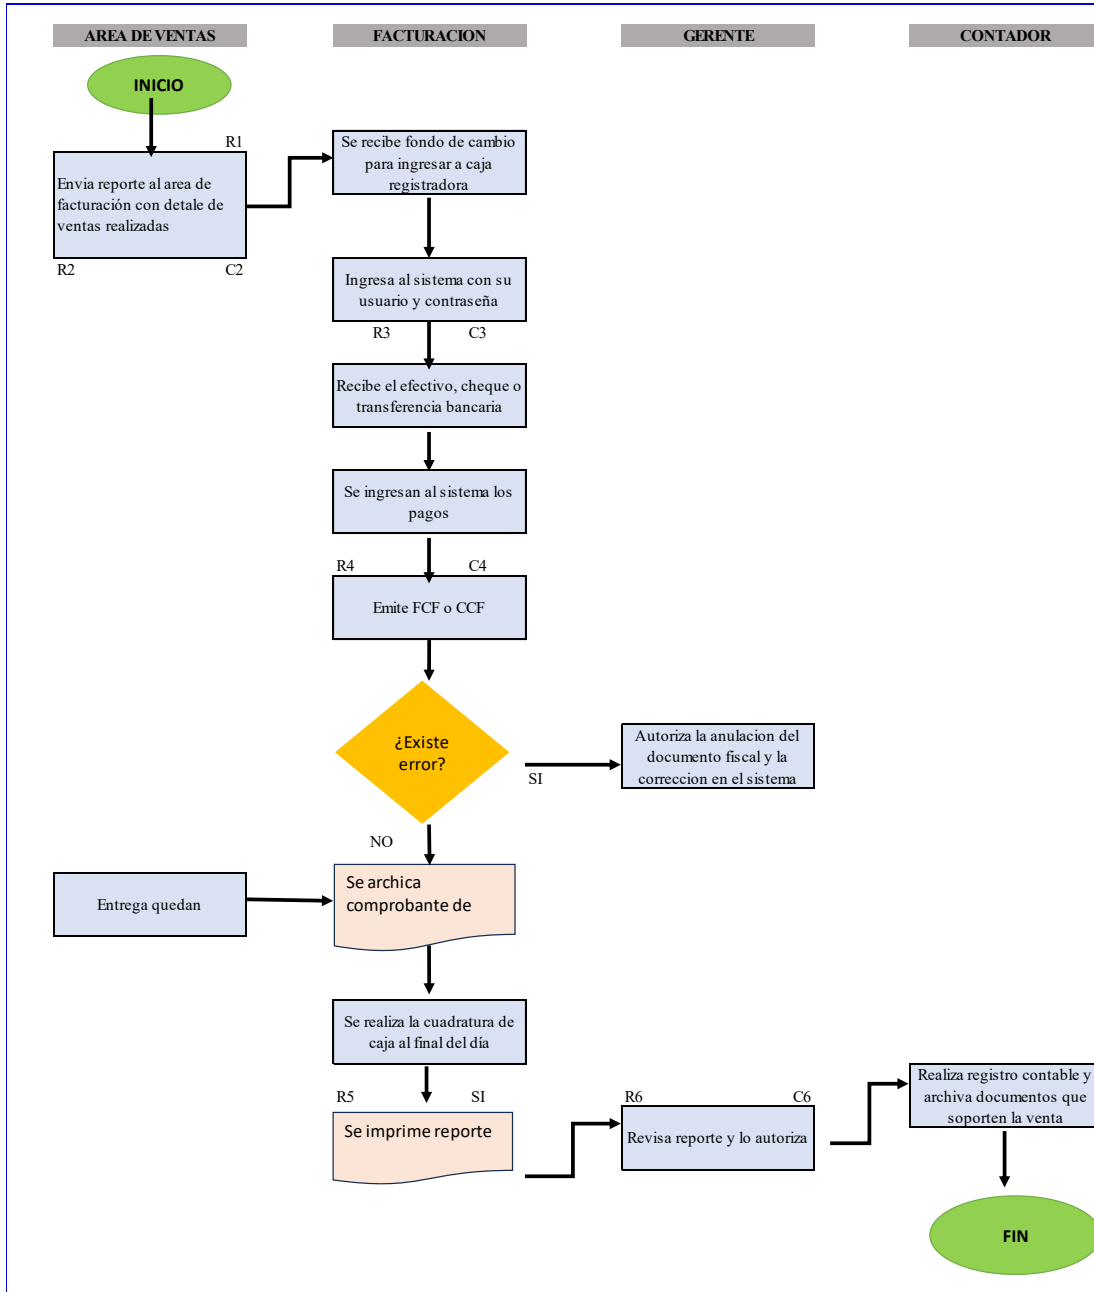 AREA DE VENTAS
FACTURACION
GERENTE
CONTADOR
INICIO
R1
Envia reporte al area de
facturación con detale de
ventas realizadas
R2
C2
Se recibe fondo de cambio
para ingresar a caja
registradora
Ingresa al sistema con su
usuario y contraseña
R3
C3
Recibe el efectivo, cheque o
transferencia bancaria
Se ingresan al sistema los
pagos
R4
C4
Emite FCF o CCF
¿Existe
error?
SI
Autoriza la anulacion del
documento fiscal y la
correccion en el sistema
NO
Entrega quedan
Se archica
comprobante de
Se realiza la cuadratura de
caja al final del día
R5
SI
Se imprime reporte
R6
C6
Revisa reporte y lo autoriza
Realiza registro contable y
archiva documentos que
soporten la venta
FIN